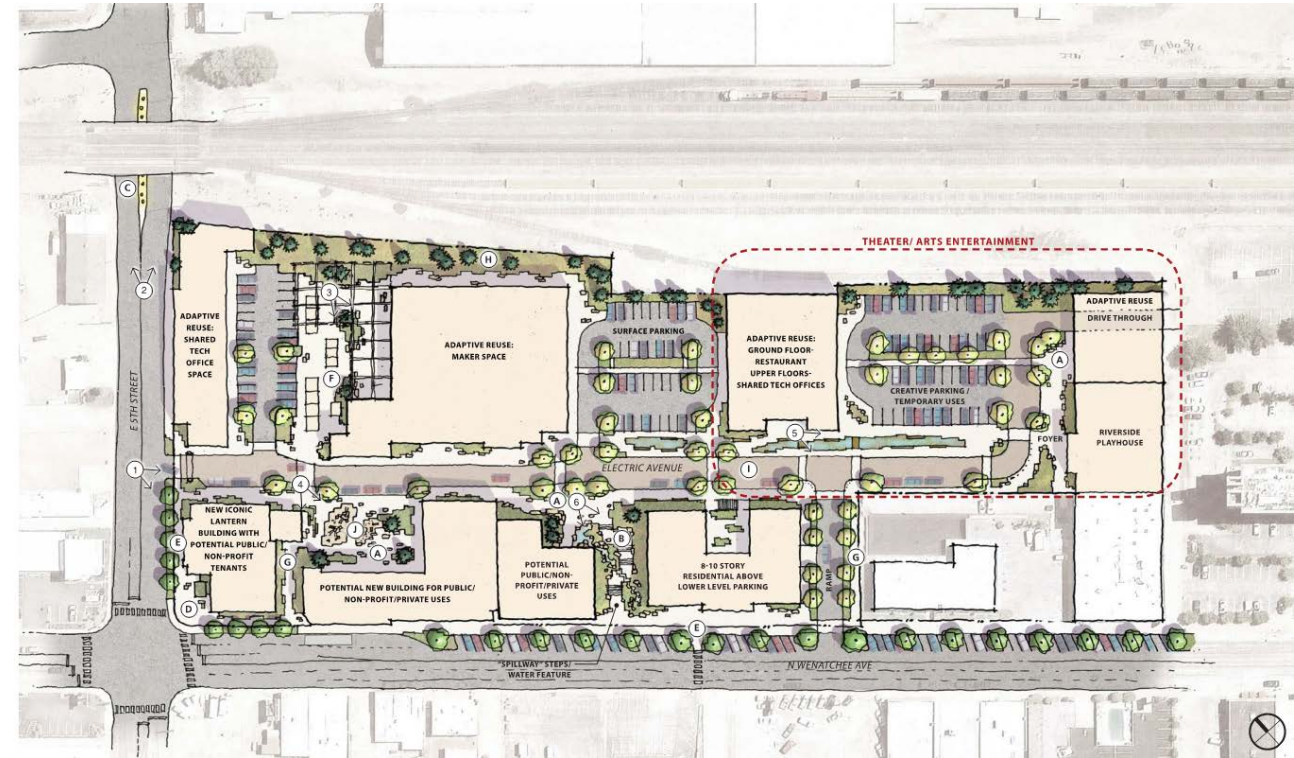 THEATER/ ARTS ENTERTAINMENT
C
H
2
3
ADAPTIVE
REUSE:
SHARED
TECH
OFFICE
SPACE
ADAPTIVE REUSE:
MAKER SPACE
F
SURFACE PARKING
ADAPTIVE REUSE:
GROUND FLOOR-
RESTAURANT
UPPER FLOORS-
SHARED TECH OFFICES
CREATIVE PARKING /
TEMPORARY USES
ADAPTIVE REUSE
DRIVE THROUGH
A
RIVERSIDE
PLAYHOUSE
FOYER
5
E 5TH STREET
1
ELECTRIC AVENUE
I
4
NEW ICONIC
LANTERN
BUILDING WITH
POTENTIAL PUBLIC/
NON-PROFIT
TENANTS
E
D
G
J
A
POTENTIAL NEW BUILDING FOR PUBLIC/
NON-PROFIT/PRIVATE USES
A
6
POTENTIAL
PUBLIC/NON-
PROFIT/PRIVATE
USES
B
8-10 STORY
RESIDENTIAL ABOVE
LOWER LEVEL PARKING
RAMP
G
E
"SPILLWAY" STEPS/
WATER FEATURE
N WENATCHEE AVE